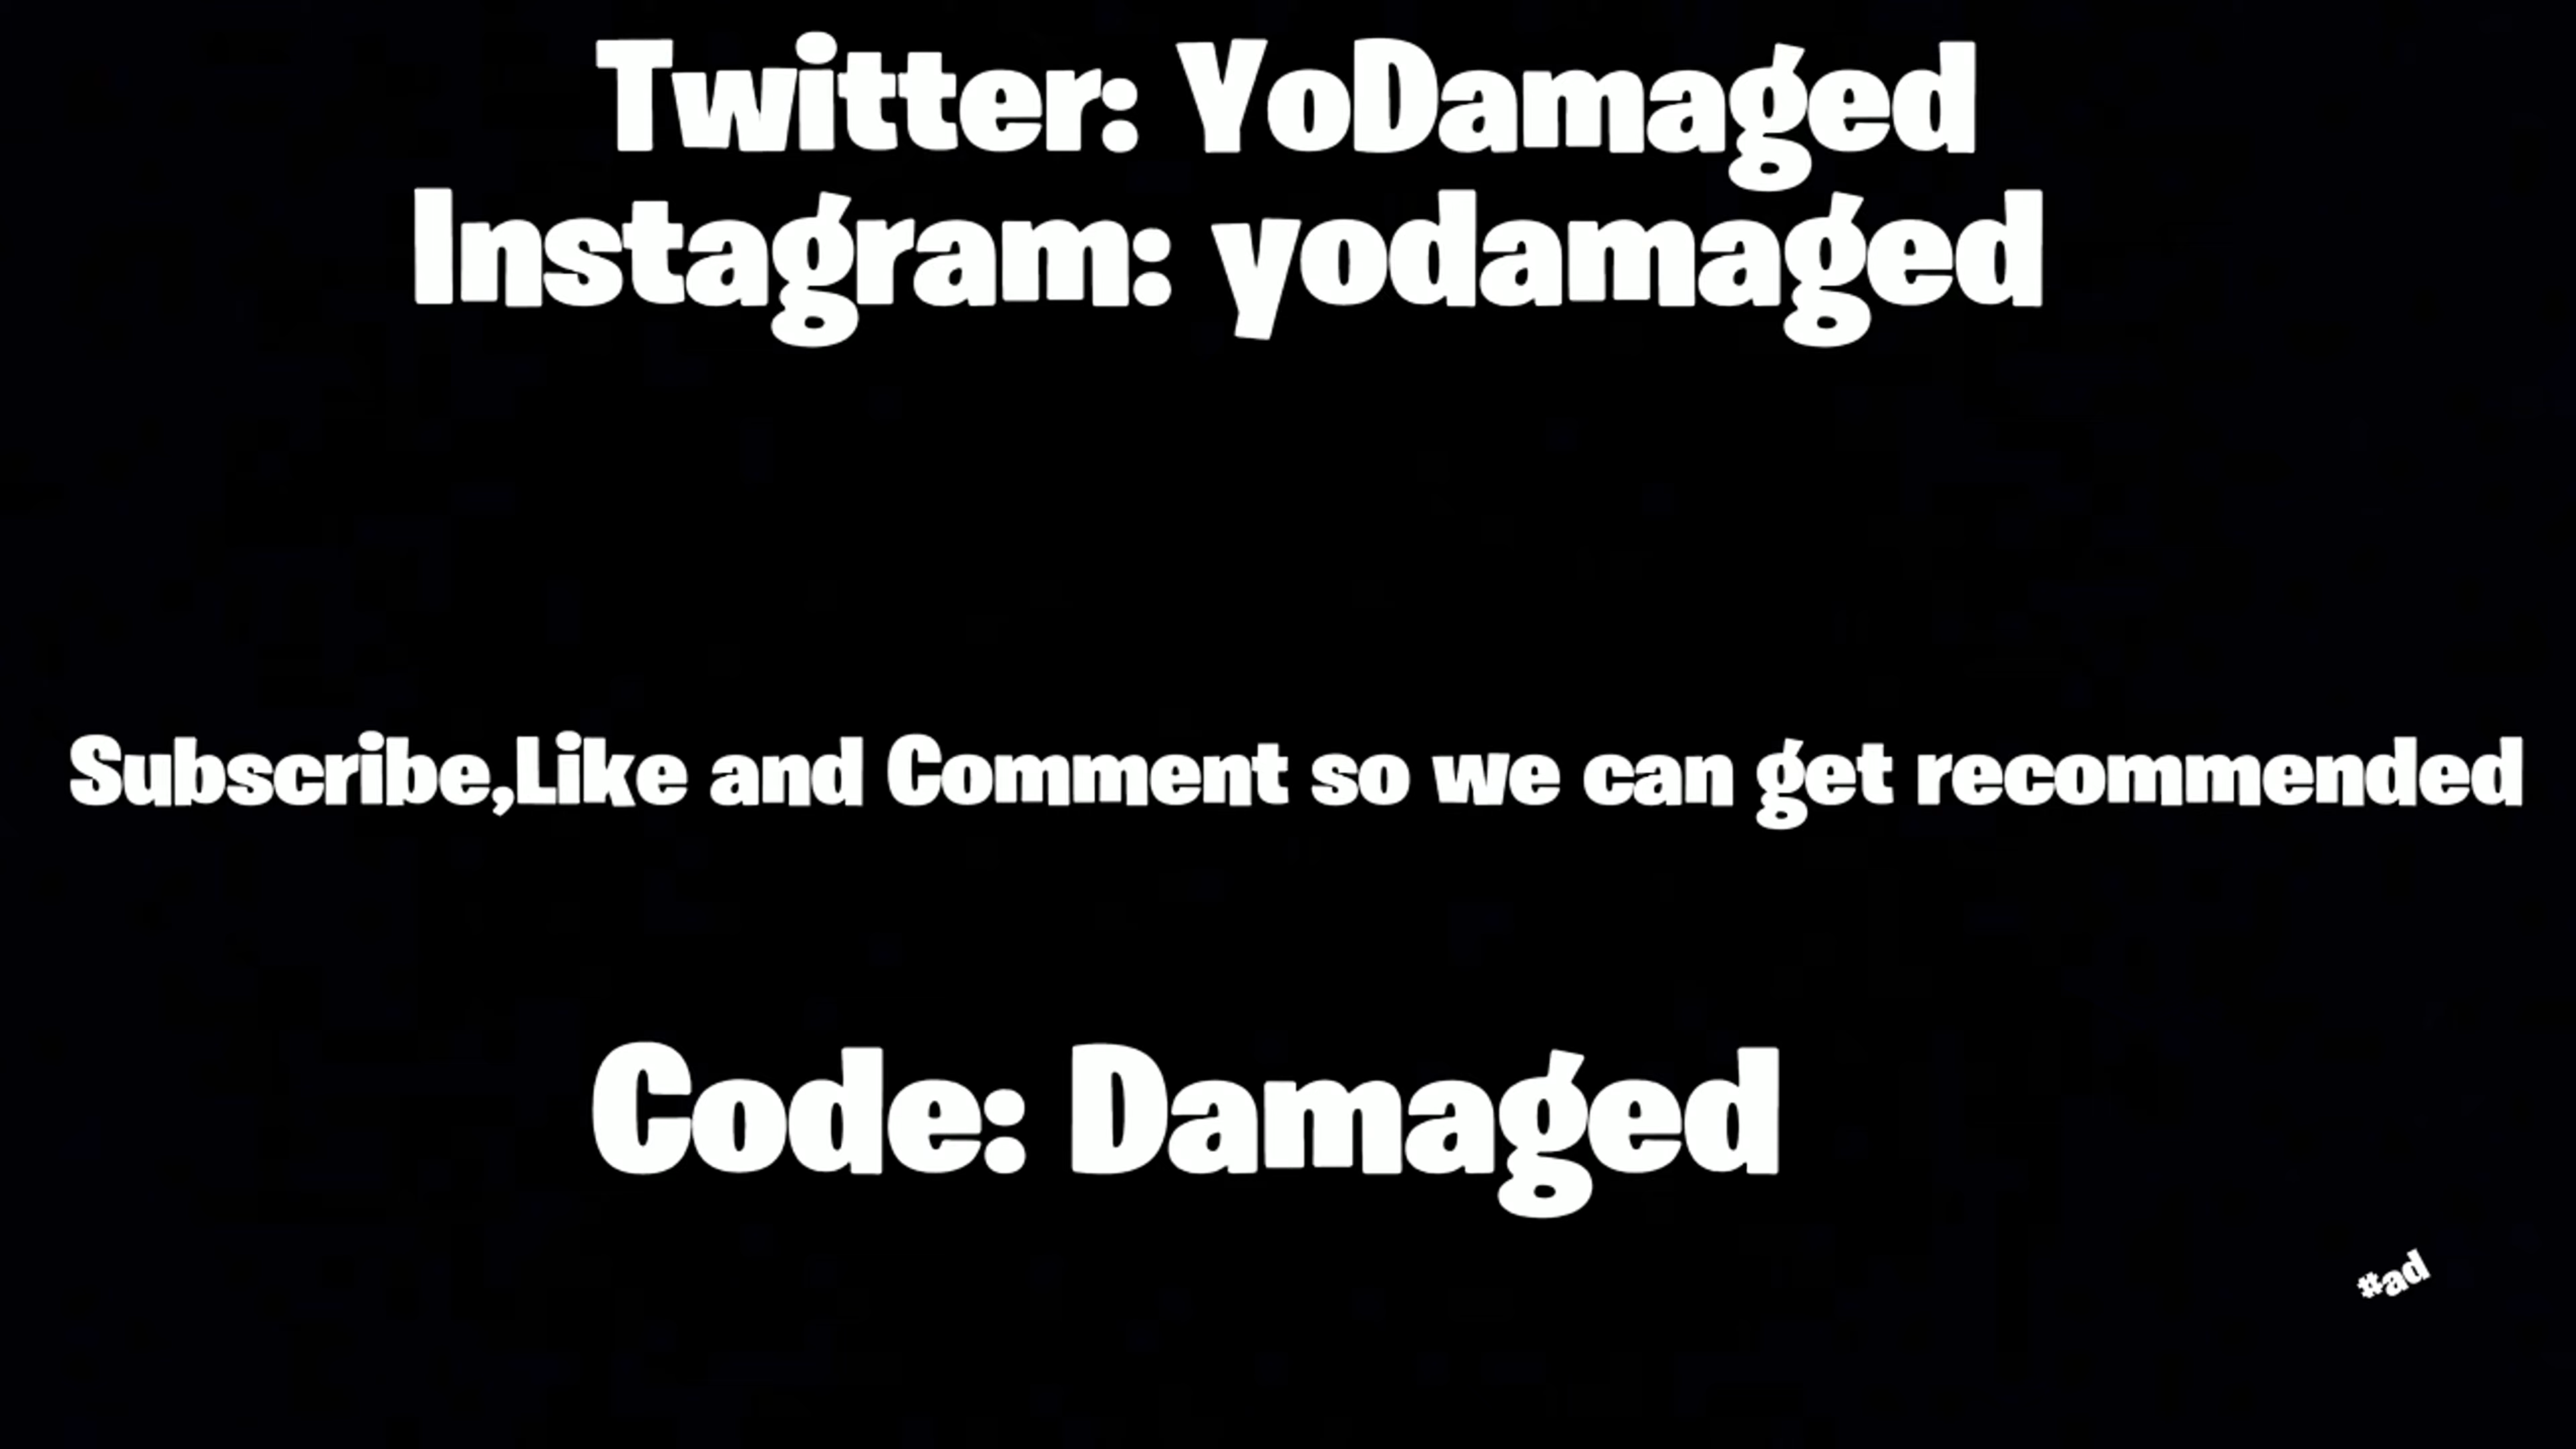 Twitter: YoDamaged
Instagram: yodamaged
Subscribe,Like and Comment so we can get recommended
Code: Damaged
#ad